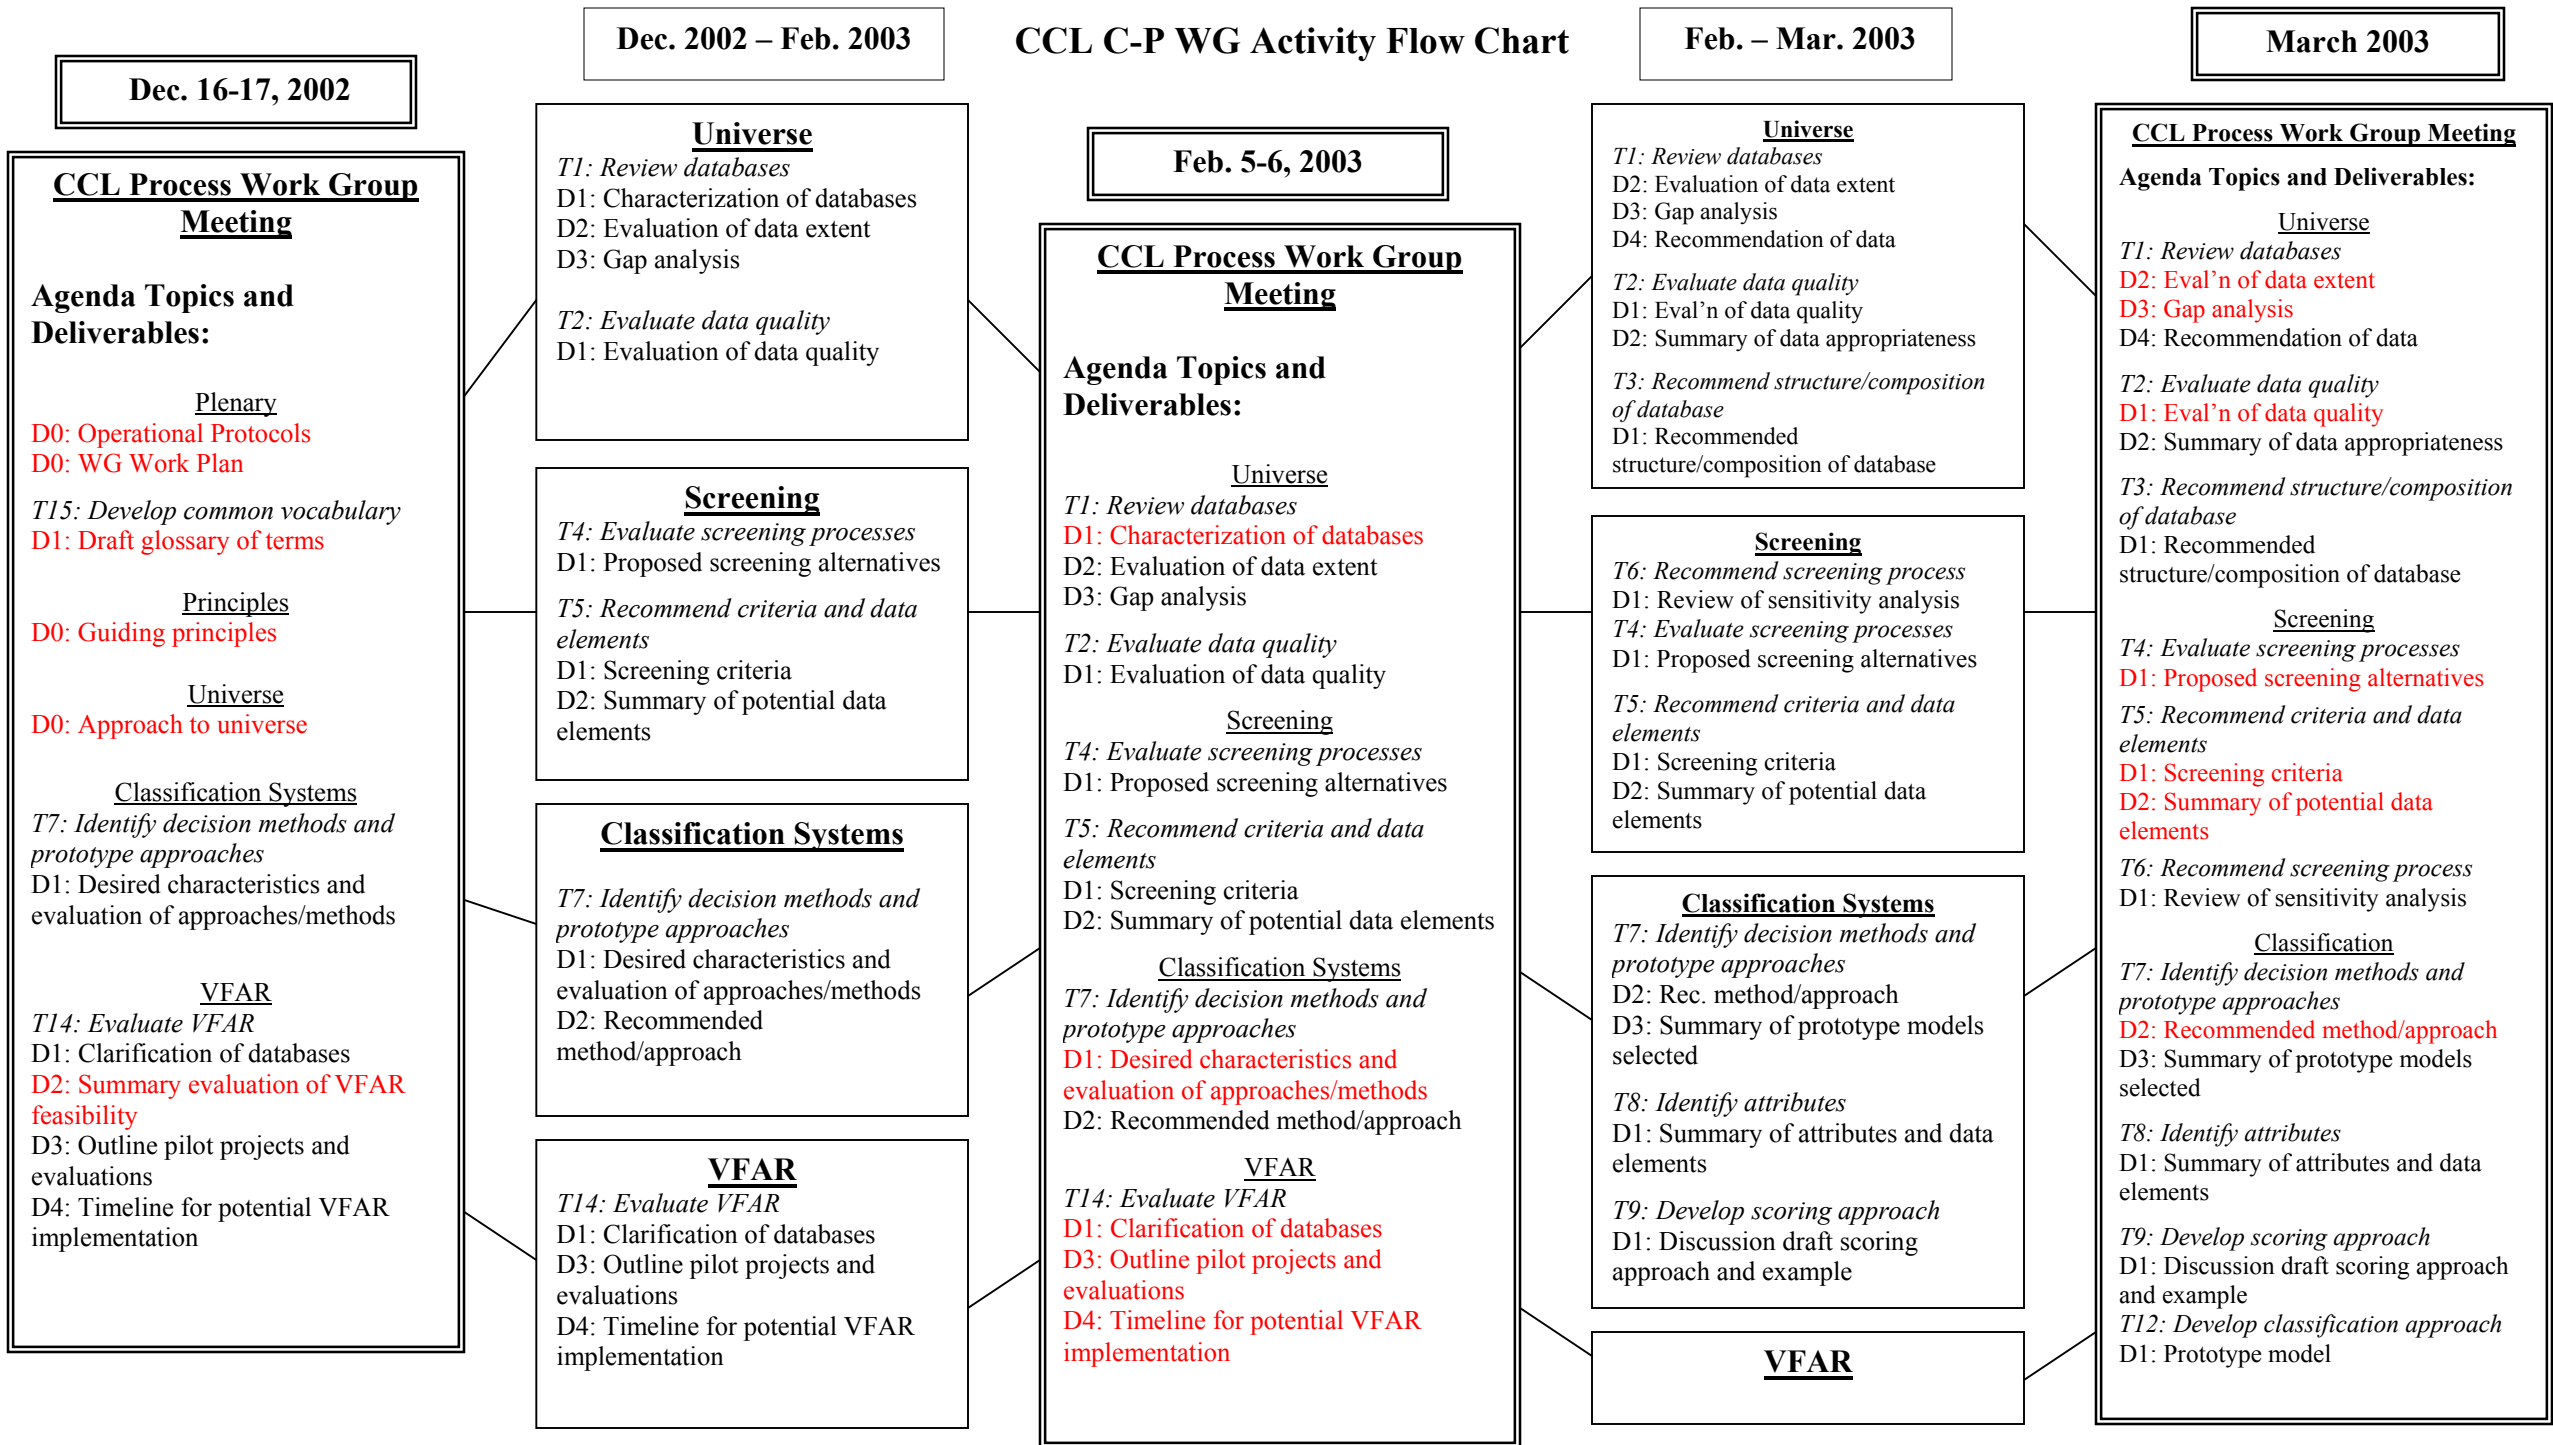 CCL C-P WG Activity Flow Chart
Dec. 16-17, 2002
CCL Process Work Group
Meeting
Agenda Topics and
Deliverables:
Plenary
D0: Operational Protocols
D0: WG Work Plan
T15: Develop common vocabulary
D1: Draft glossary of terms
Principles
D0: Guiding principles
Universe
D0: Approach to universe
Classification Systems
T7: Identify decision methods and
prototype approaches
D1: Desired characteristics and
evaluation of approaches/methods
VFAR
T14: Evaluate VFAR
D1: Clarification of databases
D2: Summary evaluation of VFAR
feasibility
D3: Outline pilot projects and
evaluations
D4: Timeline for potential VFAR
implementation
Dec. 2002 – Feb. 2003
Universe
T1: Review databases
D1: Characterization of databases
D2: Evaluation of data extent
D3: Gap analysis
T2: Evaluate data quality
D1: Evaluation of data quality
Screening
T4: Evaluate screening processes
D1: Proposed screening alternatives
T5: Recommend criteria and data
elements
D1: Screening criteria
D2: Summary of potential data
elements
Classification Systems
T7: Identify decision methods and
prototype approaches
D1: Desired characteristics and
evaluation of approaches/methods
D2: Recommended
method/approach
VFAR
T14: Evaluate VFAR
D1: Clarification of databases
D3: Outline pilot projects and
evaluations
D4: Timeline for potential VFAR
implementation
Feb. 5-6, 2003
CCL Process Work Group
Meeting
Agenda Topics and
Deliverables:
Universe
T1: Review databases
D1: Characterization of databases
D2: Evaluation of data extent
D3: Gap analysis
T2: Evaluate data quality
D1: Evaluation of data quality
Screening
T4: Evaluate screening processes
D1: Proposed screening alternatives
T5: Recommend criteria and data
elements
D1: Screening criteria
D2: Summary of potential data elements
Classification Systems
T7: Identify decision methods and
prototype approaches
D1: Desired characteristics and
evaluation of approaches/methods
D2: Recommended method/approach
VFAR
T14: Evaluate VFAR
D1: Clarification of databases
D3: Outline pilot projects and
evaluations
D4: Timeline for potential VFAR
implementation
Feb. – Mar. 2003
Universe
T1: Review databases
D2: Evaluation of data extent
D3: Gap analysis
D4: Recommendation of data
T2: Evaluate data quality
D1: Eval’n of data quality
D2: Summary of data appropriateness
T3: Recommend structure/composition
of database
D1: Recommended
structure/composition of database
Screening
T6: Recommend screening process
D1: Review of sensitivity analysis
T4: Evaluate screening processes
D1: Proposed screening alternatives
T5: Recommend criteria and data
elements
D1: Screening criteria
D2: Summary of potential data
elements
Classification Systems
T7: Identify decision methods and
prototype approaches
D2: Rec. method/approach
D3: Summary of prototype models
selected
T8: Identify attributes
D1: Summary of attributes and data
elements
T9: Develop scoring approach
D1: Discussion draft scoring
approach and example
VFAR
March 2003
CCL Process Work Group Meeting
Agenda Topics and Deliverables:
Universe
T1: Review databases
D2: Eval’n of data extent
D3: Gap analysis
D4: Recommendation of data
T2: Evaluate data quality
D1: Eval’n of data quality
D2: Summary of data appropriateness
T3: Recommend structure/composition
of database
D1: Recommended
structure/composition of database
Screening
T4: Evaluate screening processes
D1: Proposed screening alternatives
T5: Recommend criteria and data
elements
D1: Screening criteria
D2: Summary of potential data
elements
T6: Recommend screening process
D1: Review of sensitivity analysis
Classification
T7: Identify decision methods and
prototype approaches
D2: Recommended method/approach
D3: Summary of prototype models
selected
T8: Identify attributes
D1: Summary of attributes and data
elements
T9: Develop scoring approach
D1: Discussion draft scoring approach
and example
T12: Develop classification approach
D1: Prototype model